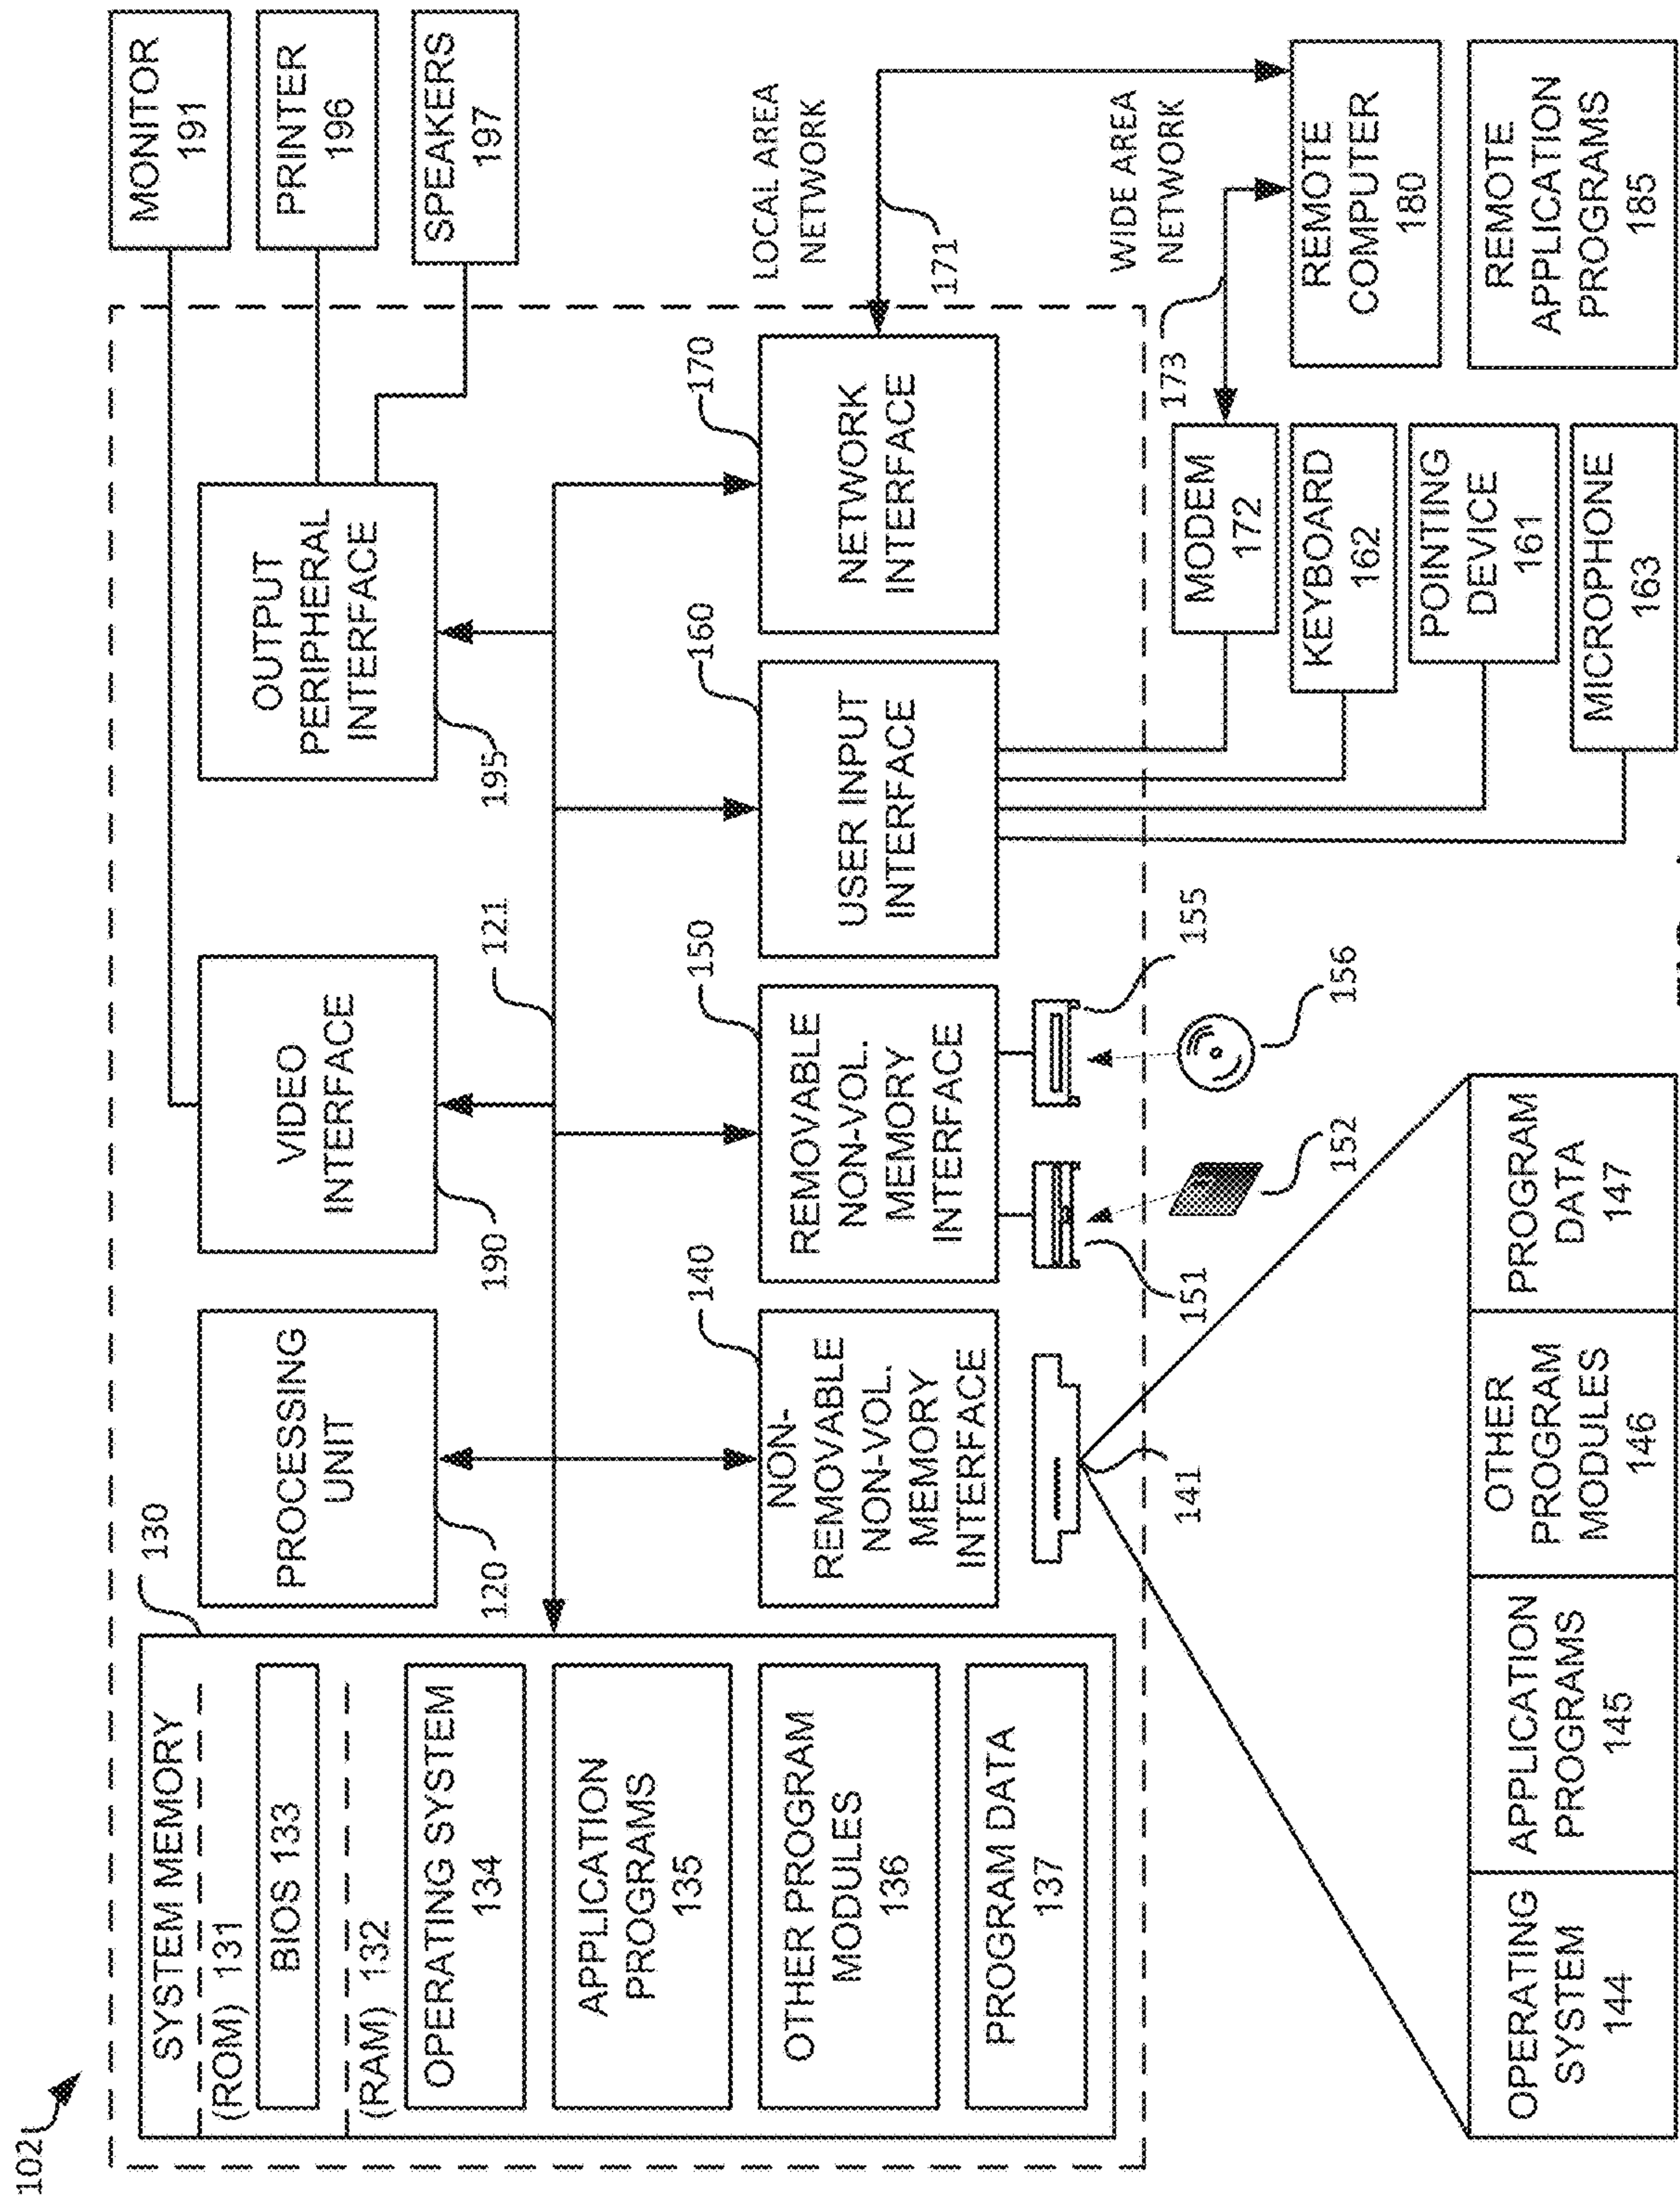 102
SYSTEM MEMORY
(ROM) 131
BIOS 133
(RAM) 132
OPERATING SYSTEM
134
APPLICATION
PROGRAMS
135
OTHER PROGRAM
MODULES
136
PROGRAM DATA
137
130
PROCESSING
UNIT
120
VIDEO
INTERFACE
190
121
OUTPUT
PERIPHERAL
INTERFACE
195
MONITOR
191
PRINTER
196
SPEAKERS
197
140
NON-
REMOVABLE
NON-VOL.
MEMORY
INTERFACE
150
REMOVABLE
NON-VOL.
MEMORY
INTERFACE
160
USER INPUT
INTERFACE
170
NETWORK
INTERFACE
LOCAL AREA
NETWORK
171
WIDE AREA
NETWORK
173
141
151
152
155
156
MODEM
172
KEYBOARD
162
POINTING
DEVICE
161
MICROPHONE
163
REMOTE
COMPUTER
180
REMOTE
APPLICATION
PROGRAMS
185
OPERATING
SYSTEM
144
APPLICATION
PROGRAMS
145
OTHER
PROGRAM
MODULES
146
PROGRAM
DATA
147